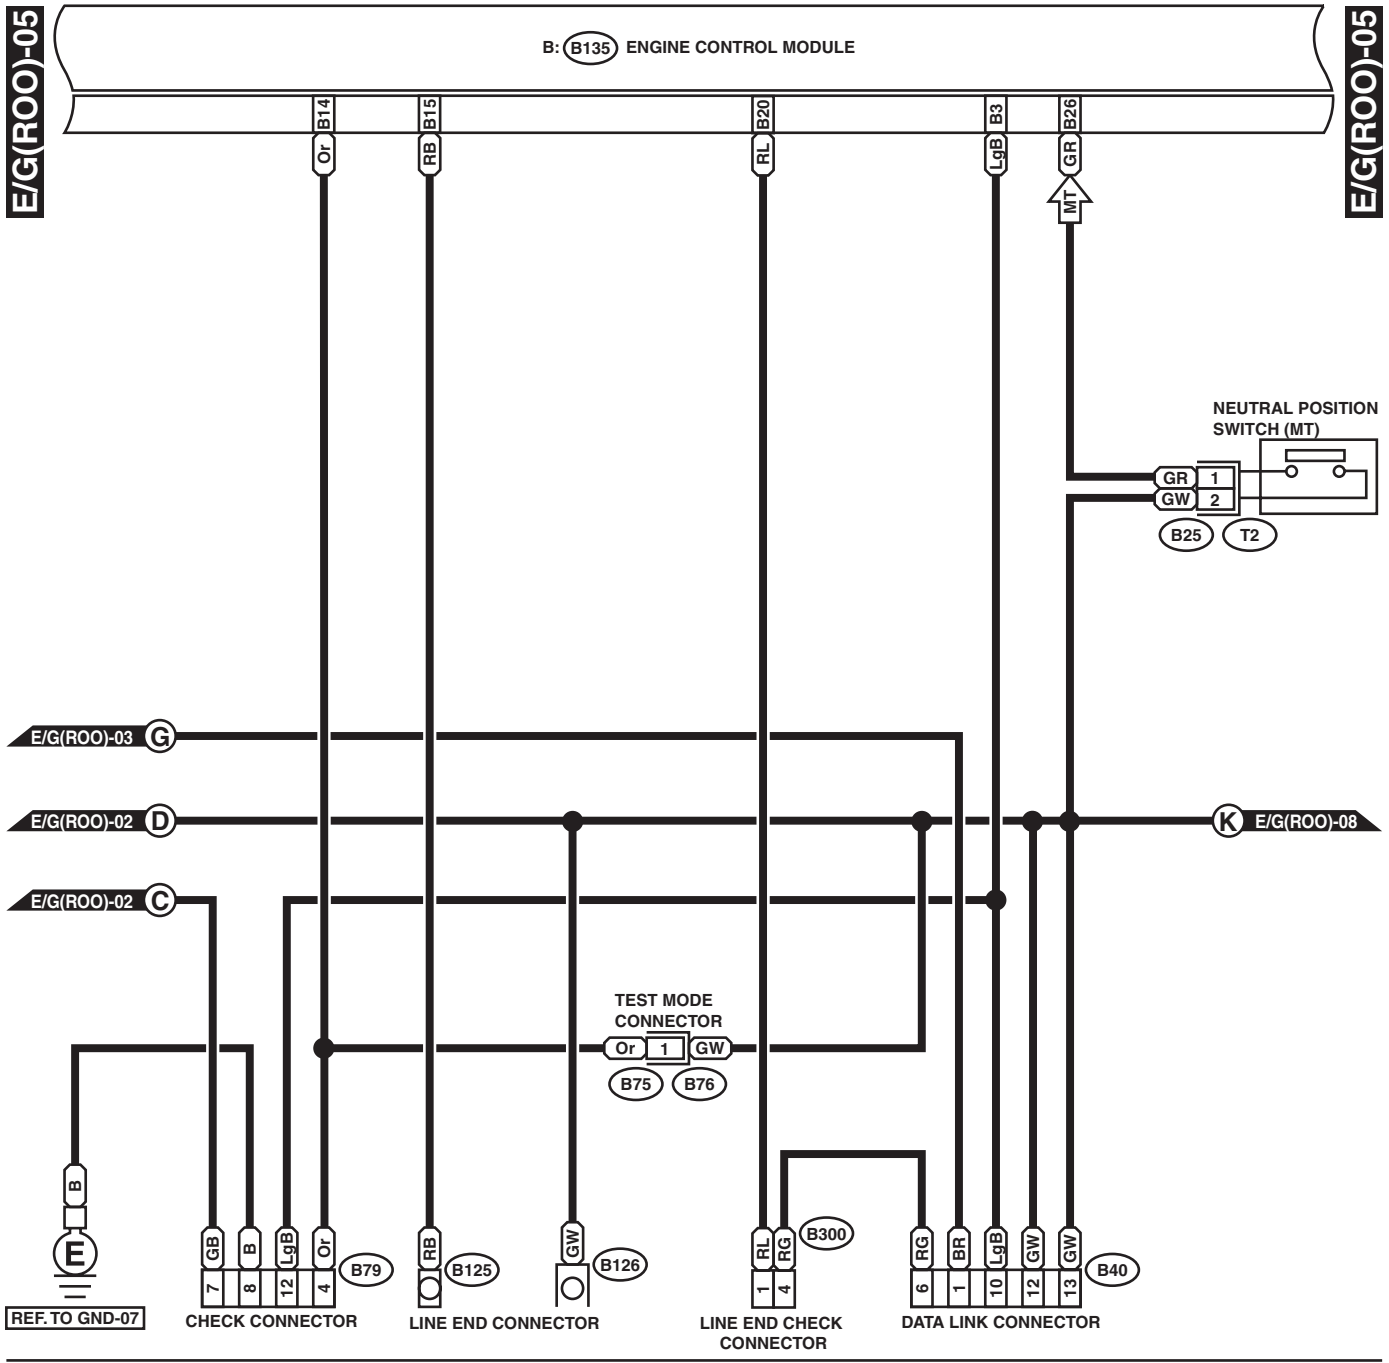 E/G(ROO)-05
E/G(ROO)-05
B: B135 ENGINE CONTROL MODULE
B14
B15
B20
B3
B26
Or
RB
RL
LgB
GR
MT
NEUTRAL POSITION
SWITCH (MT)
GR 1
GW 2
B25 T2
E/G(ROO)-03 G
E/G(ROO)-02 D
K E/G(ROO)-08
E/G(ROO)-02 C
TEST MODE
CONNECTOR
Or 1 GW
B75 B76
B
E
REF. TO GND-07
GB
B
LgB
Or
7
8
12
4
B79
CHECK CONNECTOR
RB
B125
GW
B126
LINE END CONNECTOR
RL
RG
1
4
B300
LINE END CHECK
CONNECTOR
RG
BR
LgB
GW
GW
6
1
10
12
13
B40
DATA LINK CONNECTOR